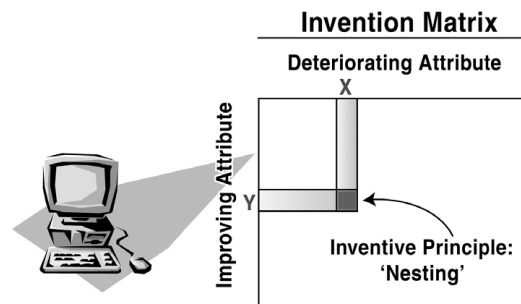 Invention Matrix
Deteriorating Attribute
X
Improving Attribute
Y
Inventive Principle:
'Nesting'